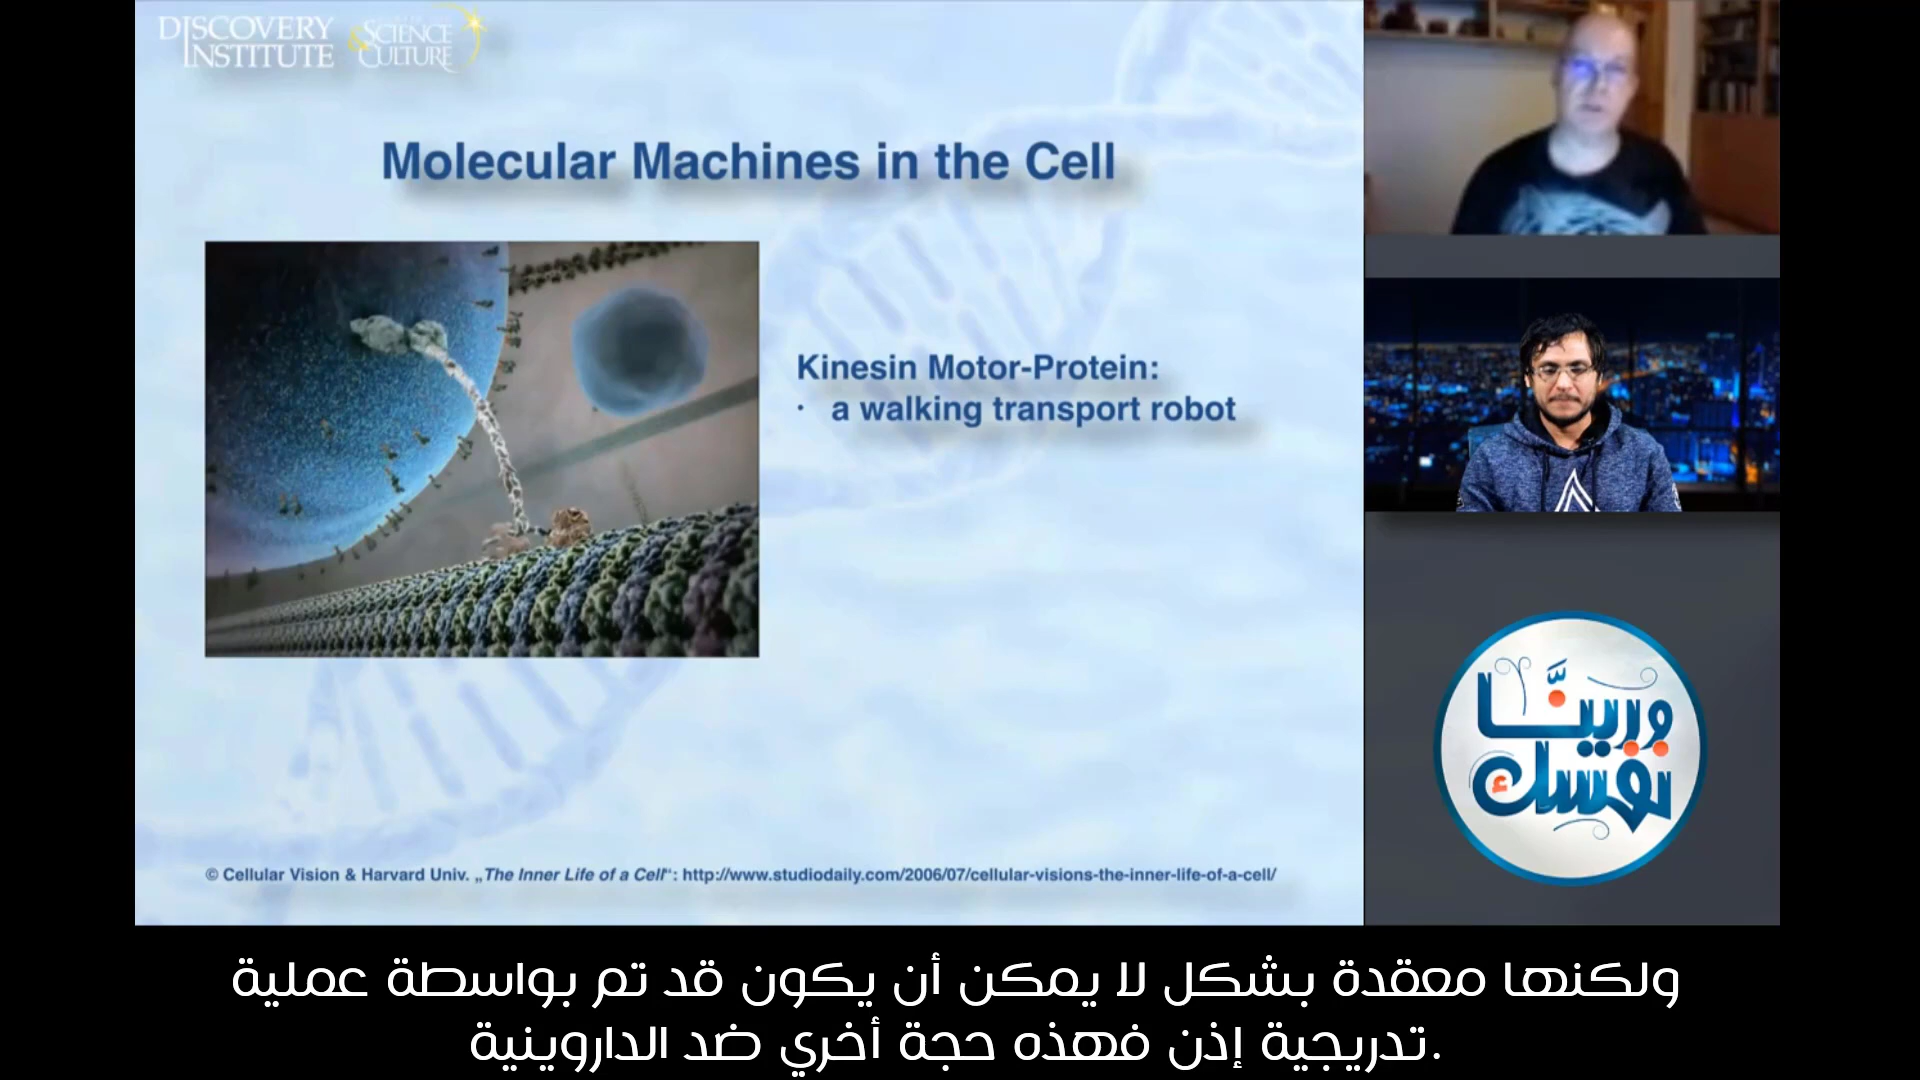 DISCOVERY
INSTITUTE
SCIENCE
& CULTURE
Molecular Machines in the Cell
Kinesin Motor-Protein:
• a walking transport robot
© Cellular Vision & Harvard Univ. „The Inner Life of a Cell“: http://www.studiodaily.com/2006/07/cellular-visions-the-inner-life-of-a-cell/
ورينا
نفسك
ولكنها معقدة بشكل لا يمكن أن يكون قد تم بواسطة عملية
تدريجية إذن فهذه حجة أخري ضد الداروينية.